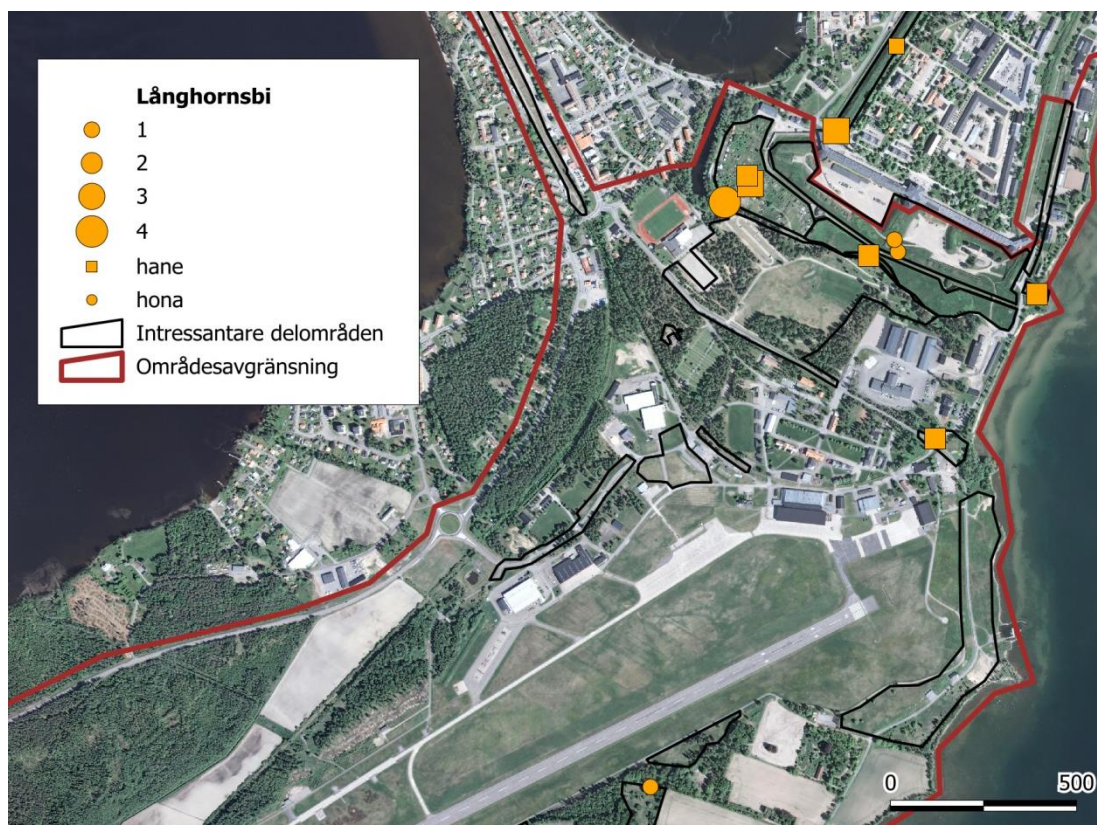 Långhornsbi
1
2
3
4
hane
hona
Intressantare delområden
Områdesavgränsning
0 500